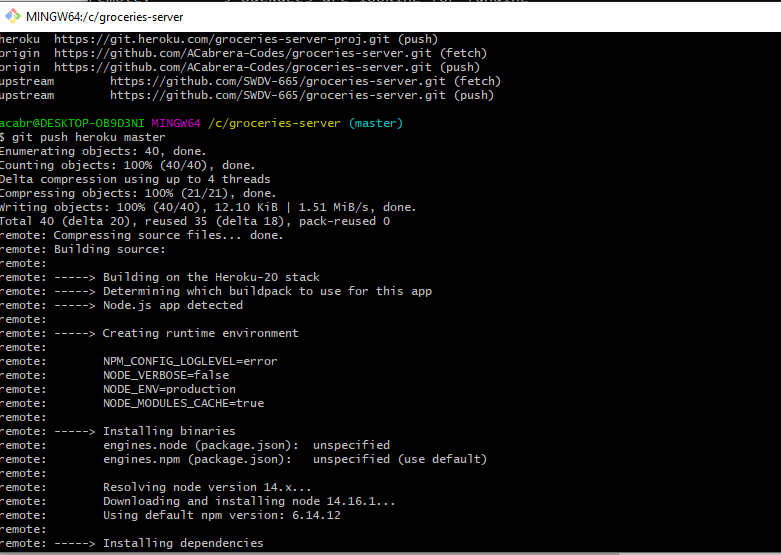 MINGW64:/c/groceries-server
heroku  https://git.heroku.com/groceries-server-proj.git (push)
origin  https://github.com/ACabrera-Codes/groceries-server.git (fetch)
origin  https://github.com/ACabrera-Codes/groceries-server.git (push)
upstream        https://github.com/SWDV-665/groceries-server.git (fetch)
upstream        https://github.com/SWDV-665/groceries-server.git (push)
acabr@DESKTOP-OB9D3NI MINGW64 /c/groceries-server (master)
$ git push heroku master
Enumerating objects: 40, done.
Counting objects: 100% (40/40), done.
Delta compression using up to 4 threads
Compressing objects: 100% (21/21), done.
Writing objects: 100% (40/40), 12.10 KiB | 1.51 MiB/s, done.
Total 40 (delta 20), reused 35 (delta 18), pack-reused 0
remote: Compressing source files... done.
remote: Building source:
remote:
remote: -----> Building on the Heroku-20 stack
remote: -----> Determining which buildpack to use for this app
remote: -----> Node.js app detected
remote:
remote: -----> Creating runtime environment
remote:
remote:        NPM_CONFIG_LOGLEVEL=error
remote:        NODE_VERBOSE=false
remote:        NODE_ENV=production
remote:        NODE_MODULES_CACHE=true
remote:
remote: -----> Installing binaries
remote:        engines.node (package.json):  unspecified
remote:        engines.npm (package.json):   unspecified (use default)
remote:
remote:        Resolving node version 14.x...
remote:        Downloading and installing node 14.16.1...
remote:        Using default npm version: 6.14.12
remote:
remote: -----> Installing dependencies